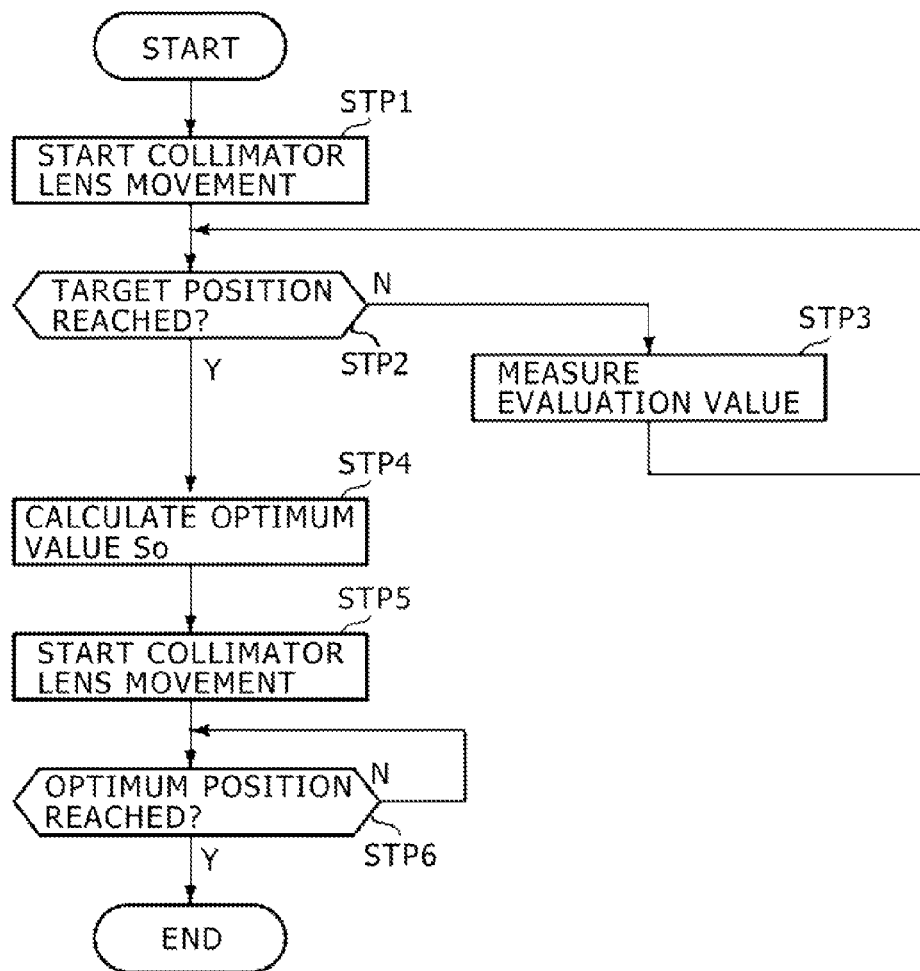 START
STP1
START COLLIMATOR
LENS MOVEMENT
TARGET POSITION
REACHED?
N
STP2
Y
STP3
MEASURE
EVALUATION VALUE
STP4
CALCULATE OPTIMUM
VALUE So
STP5
START COLLIMATOR
LENS MOVEMENT
OPTIMUM POSITION
REACHED?
N
STP6
Y
END